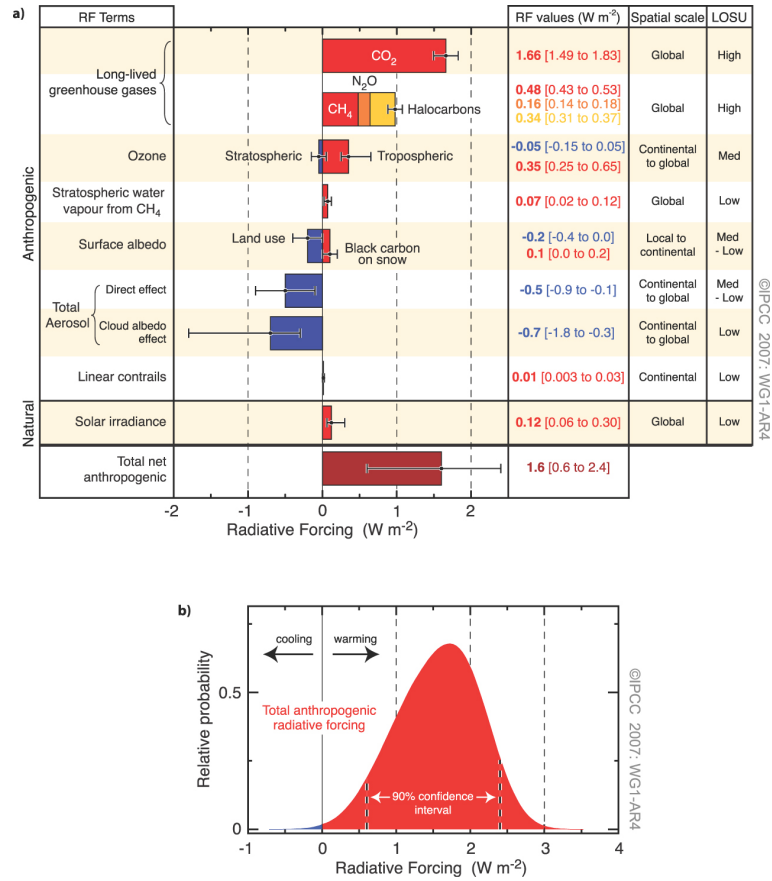 a)
RF Terms
RF values (W m⁻²)
Spatial scale
LOSU
Anthropogenic
Long-lived
greenhouse gases
CO₂
1.66 [1.49 to 1.83]
Global
High
N₂O
CH₄
Halocarbons
0.48 [0.43 to 0.53]
0.16 [0.14 to 0.18]
0.34 [0.31 to 0.37]
Global
High
Ozone
Stratospheric
Tropospheric
-0.05 [-0.15 to 0.05]
0.35 [0.25 to 0.65]
Continental
to global
Med
Stratospheric water
vapour from CH₄
0.07 [0.02 to 0.12]
Global
Low
Surface albedo
Land use
Black carbon
on snow
-0.2 [-0.4 to 0.0]
0.1 [0.0 to 0.2]
Local to
continental
Med
- Low
Total
Aerosol
Direct effect
-0.5 [-0.9 to -0.1]
Continental
to global
Med
- Low
Cloud albedo
effect
-0.7 [-1.8 to -0.3]
Continental
to global
Low
Linear contrails
0.01 [0.003 to 0.03]
Continental
Low
Natural
Solar irradiance
0.12 [0.06 to 0.30]
Global
Low
Total net
anthropogenic
1.6 [0.6 to 2.4]
-2 -1 0 1 2
Radiative Forcing (W m⁻²)
©IPCC 2007: WG1-AR4
b)
cooling
warming
Total anthropogenic
radiative forcing
90% confidence
interval
Relative probability
0.5
0
-1 0 1 2 3 4
Radiative Forcing (W m⁻²)
©IPCC 2007: WG1-AR4